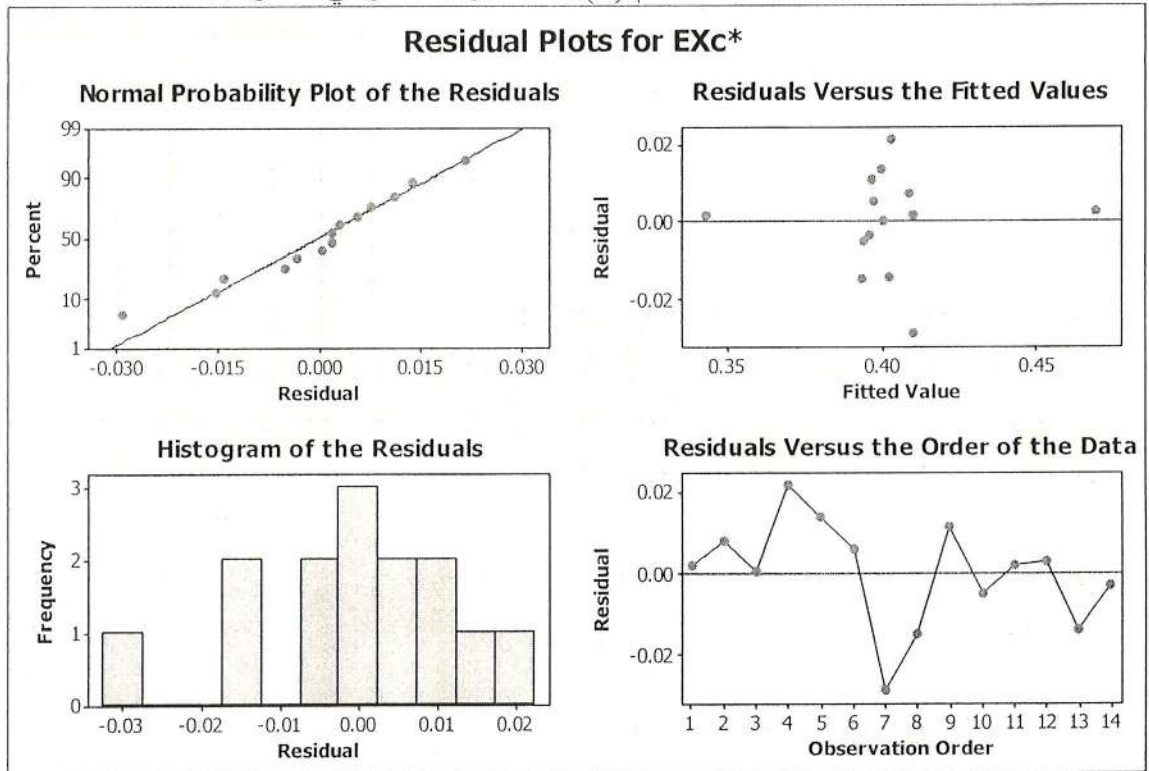 Residual Plots for EXc*
Normal Probability Plot of the Residuals
99
90
50
10
1
Percent
-0.030 -0.015 0.000 0.015 0.030
Residual
Residuals Versus the Fitted Values
0.02
0.00
-0.02
Residual
0.35 0.40 0.45
Fitted Value
Histogram of the Residuals
3
2
1
0
Frequency
-0.03 -0.02 -0.01 0.00 0.01 0.02
Residual
Residuals Versus the Order of the Data
0.02
0.00
-0.02
Residual
1 2 3 4 5 6 7 8 9 10 11 12 13 14
Observation Order